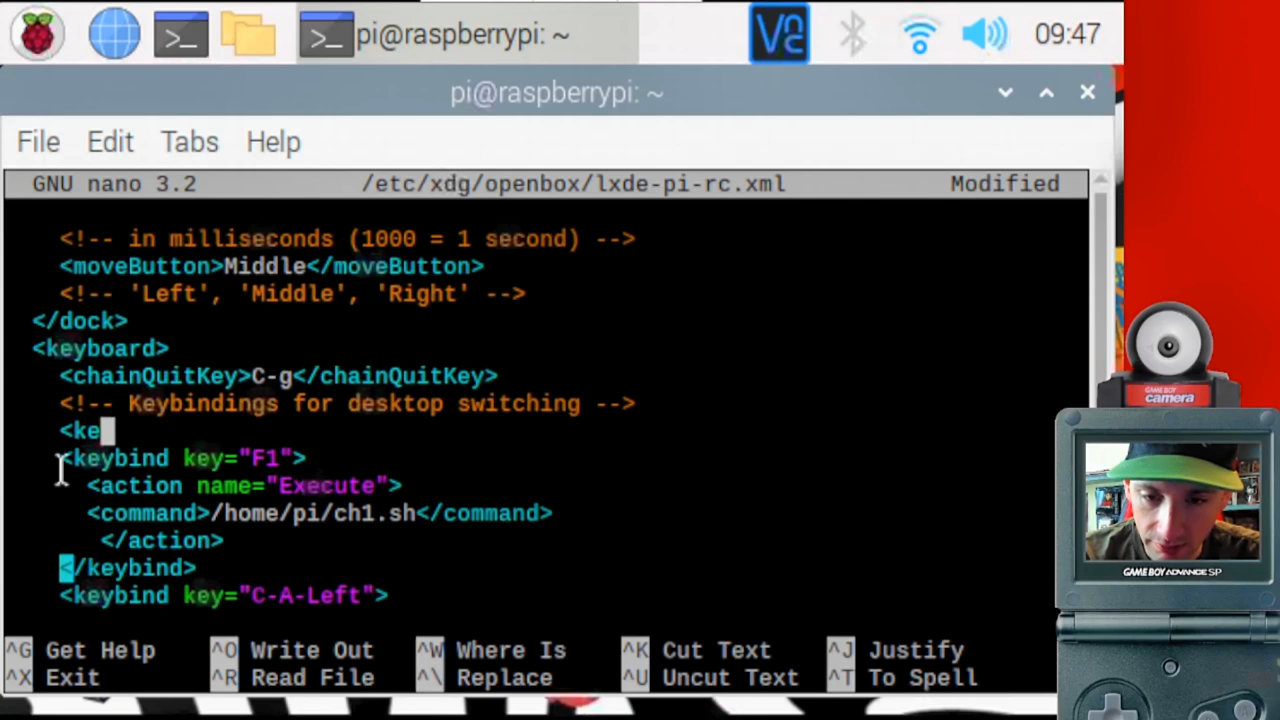 pi@raspberrypi: ~
VNC
09:47
pi@raspberrypi: ~
File Edit Tabs Help
GNU nano 3.2 /etc/xdg/openbox/lxde-pi-rc.xml Modified
<!-- in milliseconds (1000 = 1 second) -->
<moveButton>Middle</moveButton>
<!-- 'Left', 'Middle', 'Right' -->
</dock>
<keyboard>
<chainQuitKey>C-g</chainQuitKey>
<!-- Keybindings for desktop switching -->
<ke
<keybind key="F1">
<action name="Execute">
<command>/home/pi/ch1.sh</command>
</action>
</keybind>
<keybind key="C-A-Left">
^G Get Help ^O Write Out ^W Where Is ^K Cut Text ^J Justify
^X Exit ^R Read File ^\ Replace ^U Uncut Text ^T To Spell
GAME BOY
camera
GAME BOY ADVANCE SP